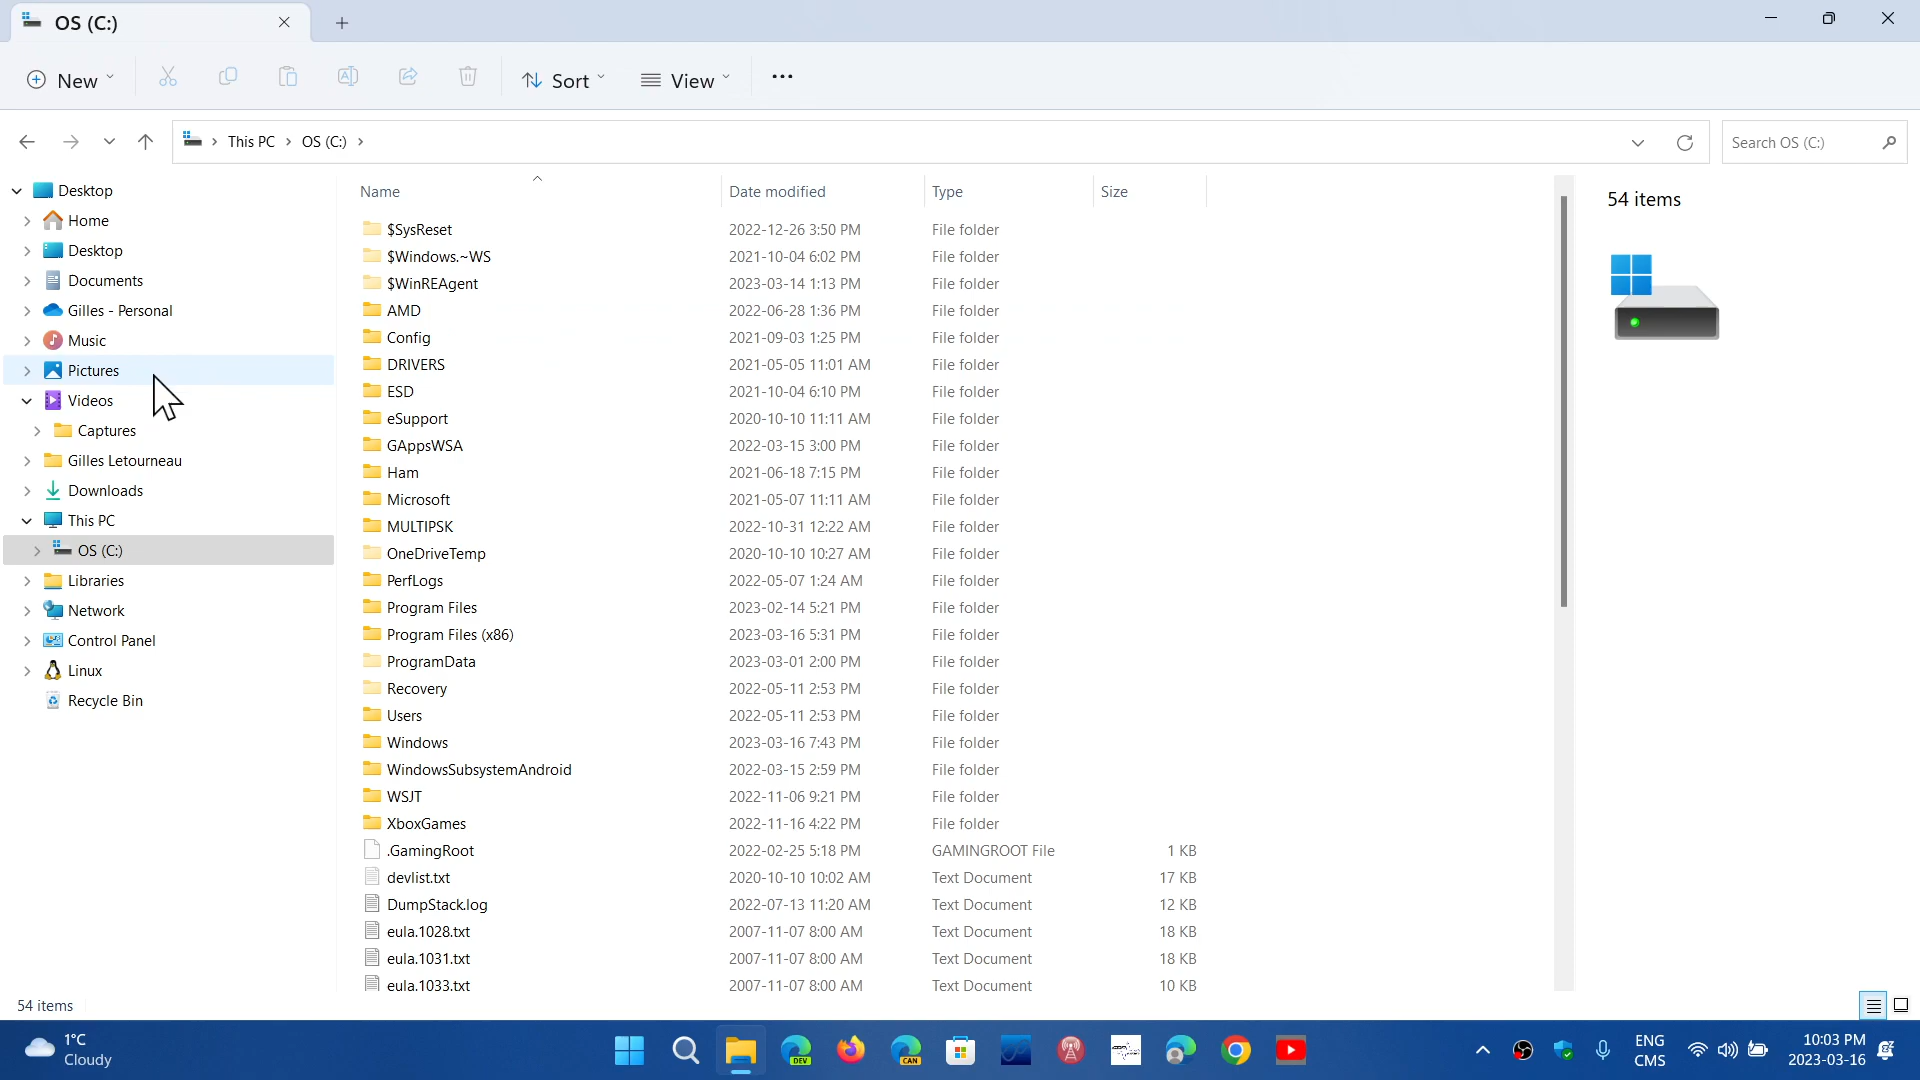 OS (C:)
New
Sort
View
This PC
OS (C:)
Search OS (C:)
Desktop
Home
Desktop
Documents
Gilles - Personal
Music
Pictures
Videos
Captures
Gilles Letourneau
Downloads
This PC
OS (C:)
Libraries
Network
Control Panel
Linux
Recycle Bin
Name Date modified Type Size
$SysReset 2022-12-26 3:50 PM File folder
$Windows.~WS 2021-10-04 6:02 PM File folder
$WinREAgent 2023-03-14 1:13 PM File folder
AMD 2022-06-28 1:36 PM File folder
Config 2021-09-03 1:25 PM File folder
DRIVERS 2021-05-05 11:01 AM File folder
ESD 2021-10-04 6:10 PM File folder
eSupport 2020-10-10 11:11 AM File folder
GAppsWSA 2022-03-15 3:00 PM File folder
Ham 2021-06-18 7:15 PM File folder
Microsoft 2021-05-07 11:11 AM File folder
MULTIPSK 2022-10-31 12:22 AM File folder
OneDriveTemp 2020-10-10 10:27 AM File folder
PerfLogs 2022-05-07 1:24 AM File folder
Program Files 2023-02-14 5:21 PM File folder
Program Files (x86) 2023-03-16 5:31 PM File folder
ProgramData 2023-03-01 2:00 PM File folder
Recovery 2022-05-11 2:53 PM File folder
Users 2022-05-11 2:53 PM File folder
Windows 2023-03-16 7:43 PM File folder
WindowsSubsystemAndroid 2022-03-15 2:59 PM File folder
WSJT 2022-11-06 9:21 PM File folder
XboxGames 2022-11-16 4:22 PM File folder
.GamingRoot 2022-02-25 5:18 PM GAMINGROOT File 1 KB
devlist.txt 2020-10-10 10:02 AM Text Document 17 KB
DumpStack.log 2022-07-13 11:20 AM Text Document 12 KB
eula.1028.txt 2007-11-07 8:00 AM Text Document 18 KB
eula.1031.txt 2007-11-07 8:00 AM Text Document 18 KB
eula.1033.txt 2007-11-07 8:00 AM Text Document 10 KB
54 items
54 items
1°C
Cloudy
DEV
CAN
ENG
CMS
10:03 PM
2023-03-16